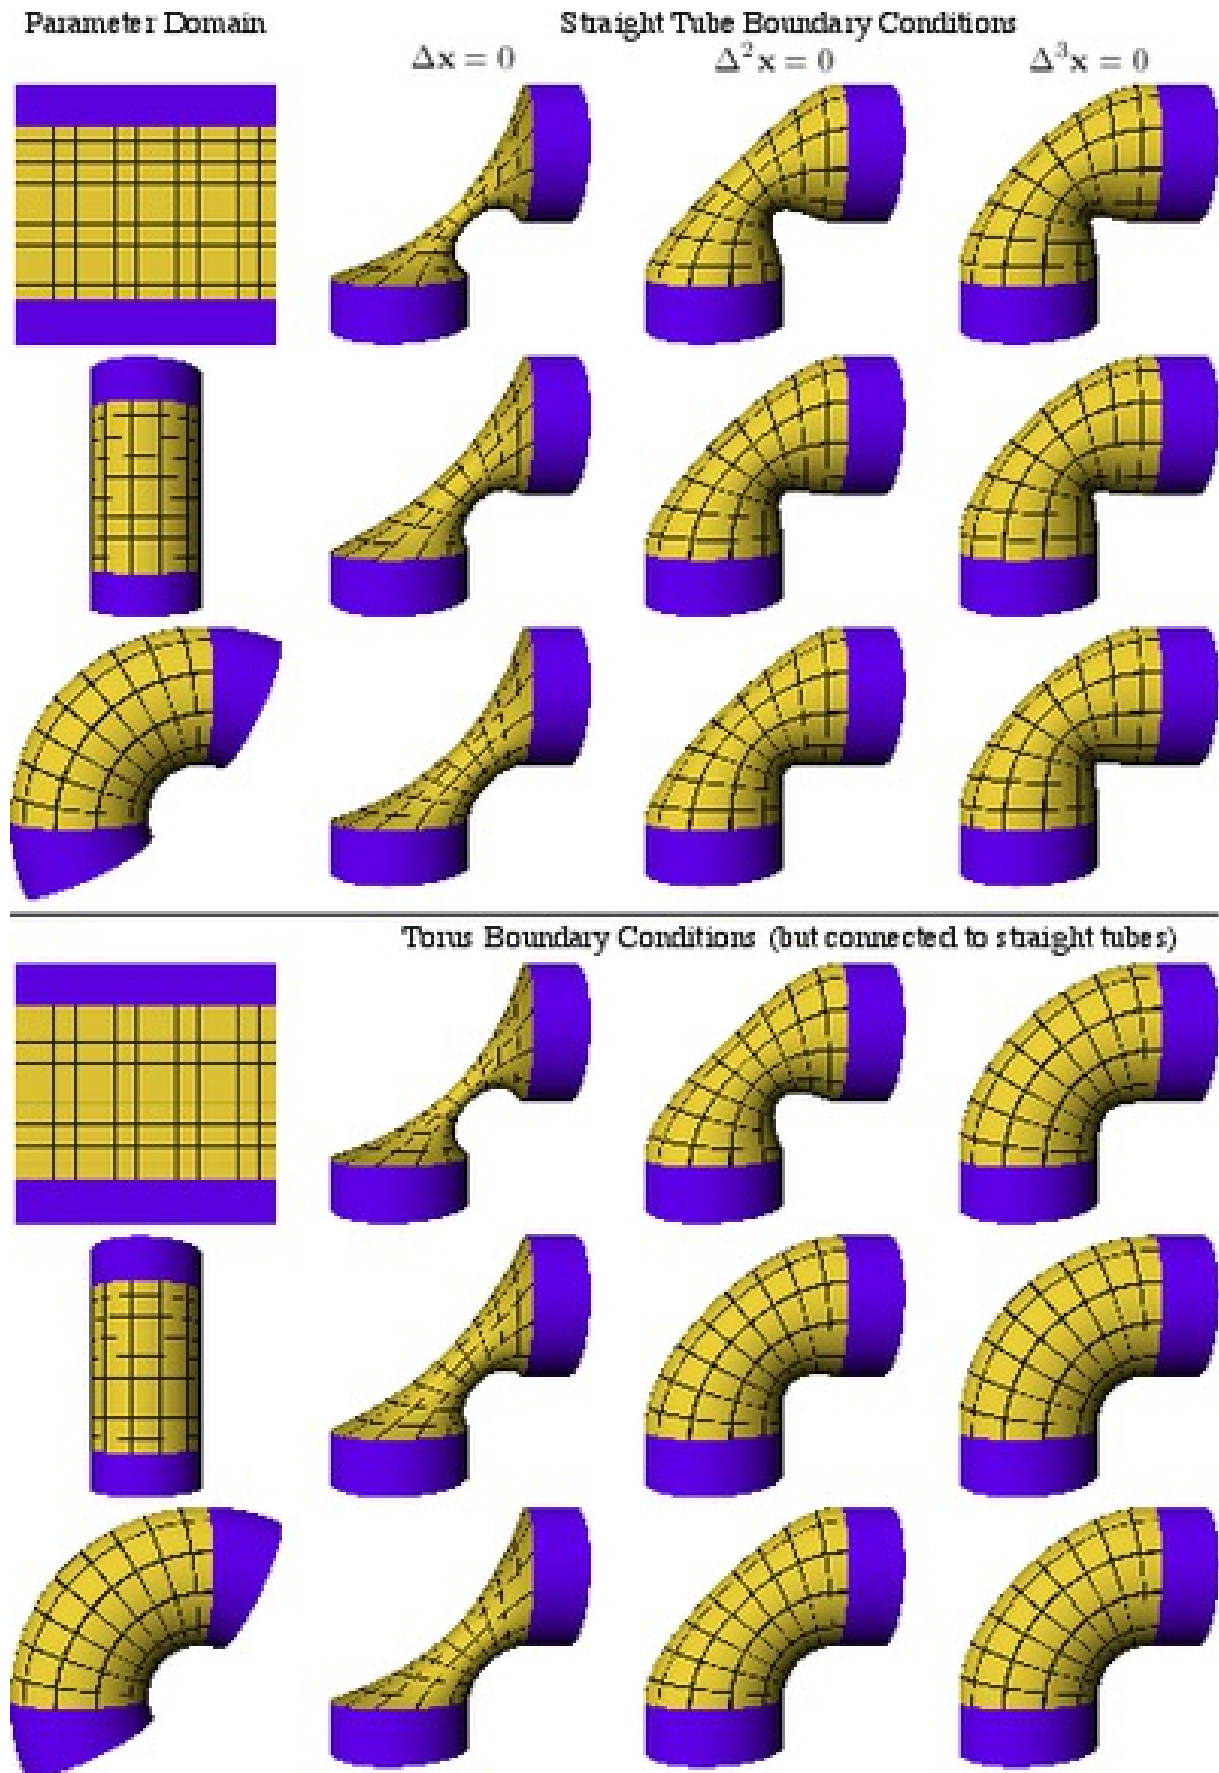 Parameter Domain
Straight Tube Boundary Conditions
Δx = 0
Δ²x = 0
Δ³x = 0
Torus Boundary Conditions (but connected to straight tubes)